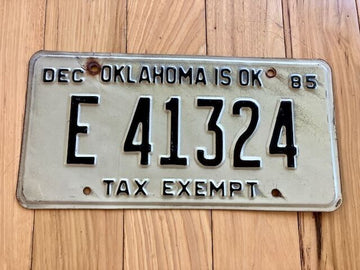 DEC OKLAHOMA IS OK 85
E 41324
TAX EXEMPT